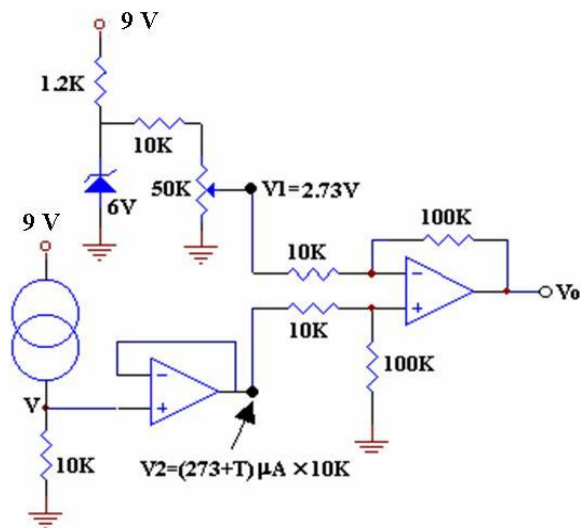 9 V
1.2K
10K
6V
50K
V1=2.73V
9 V
10K
100K
−
+
Vo
10K
100K
V
−
+
10K
V2=(273+T)μA ×10K